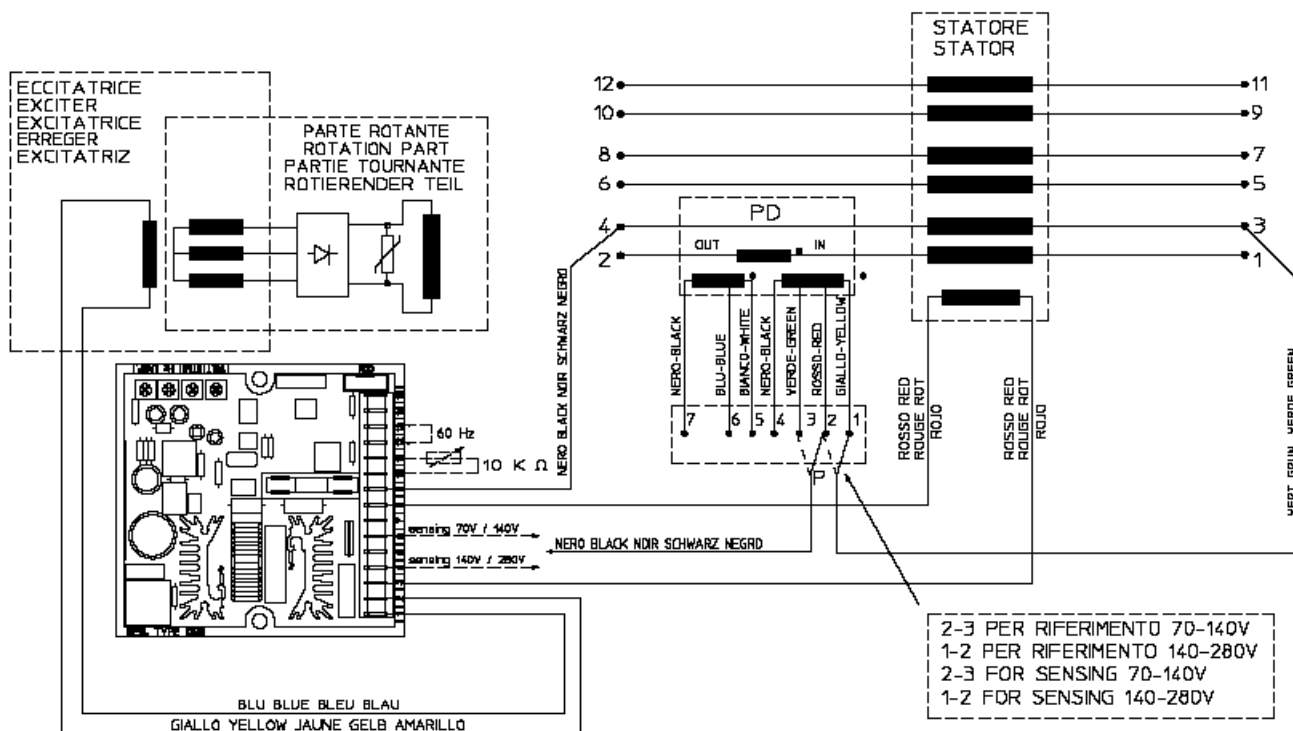 ECCITATRICE
EXCITER
EXCITATRICE
ERREGER
EXCITATRIZ
PARTE ROTANTE
ROTATION PART
PARTIE TOURNANTE
ROTIERENDER TEIL
STATORE
STATOR
12
10
8
6
4
2
11
9
7
5
3
1
PD
OUT
IN
NERO-BLACK
BLU-BLUE
BIANCO-WHITE
NERO-BLACK
VERDE-GREEN
ROSSO-RED
GIALLO-YELLOW
7
6
5
4
3
2
1
P
NERO BLACK NOIR SCHWARZ NEGRO
ROSSO RED
ROUGE ROT
ROJO
ROSSO RED
ROUGE ROT
ROJO
VERT GRUN VERDE GREEN
60 Hz
10 K Ω
sensing 70V / 140V
sensing 140V / 280V
NERO BLACK NOIR SCHWARZ NEGRO
2-3 PER RIFERIMENTO 70-140V
1-2 PER RIFERIMENTO 140-280V
2-3 FOR SENSING 70-140V
1-2 FOR SENSING 140-280V
BLU BLUE BLEU BLAU
GIALLO YELLOW JAUNE GELB AMARILLO